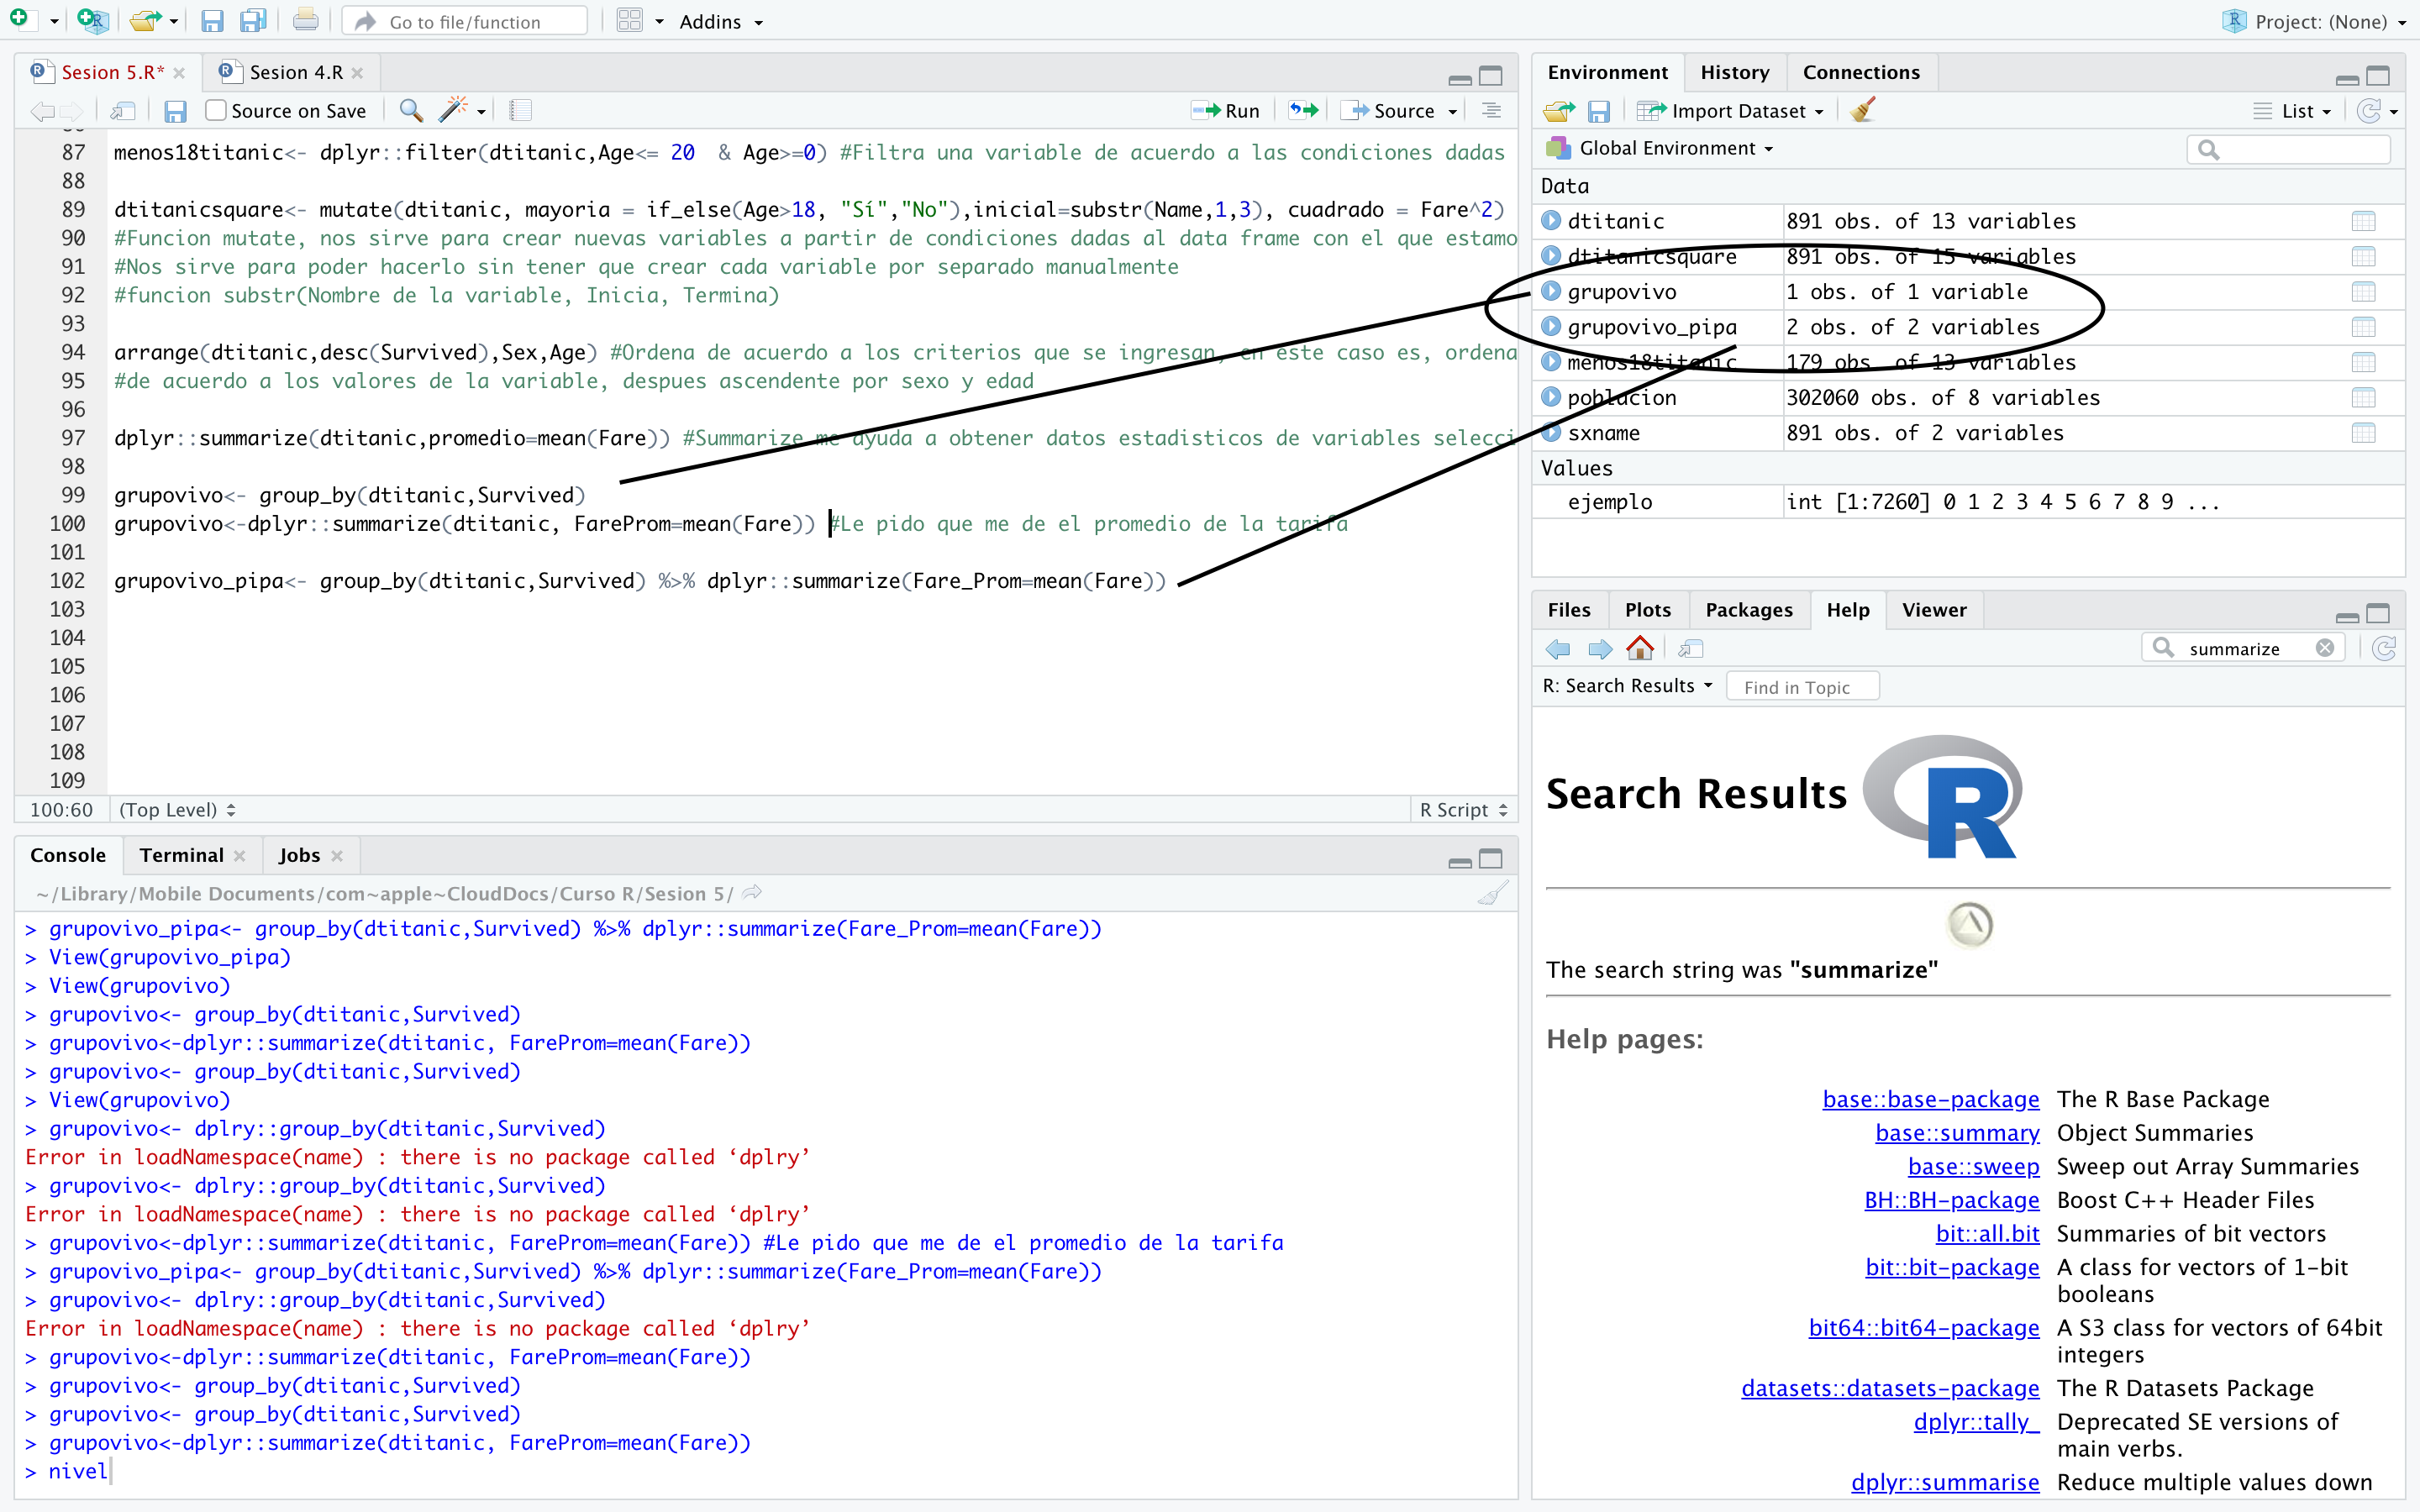 Go to file/function
Addins
Project: (None)
Sesion 5.R*
Sesion 4.R
Source on Save
Run
Source
87 menos18titanic<- dplyr::filter(dtitanic,Age<= 20  & Age>=0) #Filtra una variable de acuerdo a las condiciones dadas
88
89 dtitanicsquare<- mutate(dtitanic, mayoria = if_else(Age>18, "Sí","No"),inicial=substr(Name,1,3), cuadrado = Fare^2)
90 #Funcion mutate, nos sirve para crear nuevas variables a partir de condiciones dadas al data frame con el que estamo
91 #Nos sirve para poder hacerlo sin tener que crear cada variable por separado manualmente
92 #funcion substr(Nombre de la variable, Inicia, Termina)
93
94 arrange(dtitanic,desc(Survived),Sex,Age) #Ordena de acuerdo a los criterios que se ingresan, en este caso es, ordena
95 #de acuerdo a los valores de la variable, despues ascendente por sexo y edad
96
97 dplyr::summarize(dtitanic,promedio=mean(Fare)) #Summarize me ayuda a obtener datos estadisticos de variables selecci
98
99 grupovivo<- group_by(dtitanic,Survived)
100 grupovivo<-dplyr::summarize(dtitanic, FareProm=mean(Fare)) #Le pido que me de el promedio de la tarifa
101
102 grupovivo_pipa<- group_by(dtitanic,Survived) %>% dplyr::summarize(Fare_Prom=mean(Fare))
103
104
105
106
107
108
109
100:60 (Top Level) R Script
Console Terminal Jobs
~/Library/Mobile Documents/com~apple~CloudDocs/Curso R/Sesion 5/
> grupovivo_pipa<- group_by(dtitanic,Survived) %>% dplyr::summarize(Fare_Prom=mean(Fare))
> View(grupovivo_pipa)
> View(grupovivo)
> grupovivo<- group_by(dtitanic,Survived)
> grupovivo<-dplyr::summarize(dtitanic, FareProm=mean(Fare))
> grupovivo<- group_by(dtitanic,Survived)
> View(grupovivo)
> grupovivo<- dplry::group_by(dtitanic,Survived)
Error in loadNamespace(name) : there is no package called ‘dplry’
> grupovivo<- dplry::group_by(dtitanic,Survived)
Error in loadNamespace(name) : there is no package called ‘dplry’
> grupovivo<-dplyr::summarize(dtitanic, FareProm=mean(Fare)) #Le pido que me de el promedio de la tarifa
> grupovivo_pipa<- group_by(dtitanic,Survived) %>% dplyr::summarize(Fare_Prom=mean(Fare))
> grupovivo<- dplry::group_by(dtitanic,Survived)
Error in loadNamespace(name) : there is no package called ‘dplry’
> grupovivo<-dplyr::summarize(dtitanic, FareProm=mean(Fare))
> grupovivo<- group_by(dtitanic,Survived)
> grupovivo<- group_by(dtitanic,Survived)
> grupovivo<-dplyr::summarize(dtitanic, FareProm=mean(Fare))
> nivel
Environment History Connections
Import Dataset List
Global Environment
Data
dtitanic 891 obs. of 13 variables
dtitanicsquare 891 obs. of 15 variables
grupovivo 1 obs. of 1 variable
grupovivo_pipa 2 obs. of 2 variables
menos18titanic 179 obs. of 13 variables
poblacion 302060 obs. of 8 variables
sxname 891 obs. of 2 variables
Values
ejemplo int [1:7260] 0 1 2 3 4 5 6 7 8 9 ...
Files Plots Packages Help Viewer
summarize
R: Search Results Find in Topic
Search Results R
The search string was "summarize"
Help pages:
base::base-package The R Base Package
base::summary Object Summaries
base::sweep Sweep out Array Summaries
BH::BH-package Boost C++ Header Files
bit::all.bit Summaries of bit vectors
bit::bit-package A class for vectors of 1-bit
booleans
bit64::bit64-package A S3 class for vectors of 64bit
integers
datasets::datasets-package The R Datasets Package
dplyr::tally_ Deprecated SE versions of
main verbs.
dplyr::summarise Reduce multiple values down